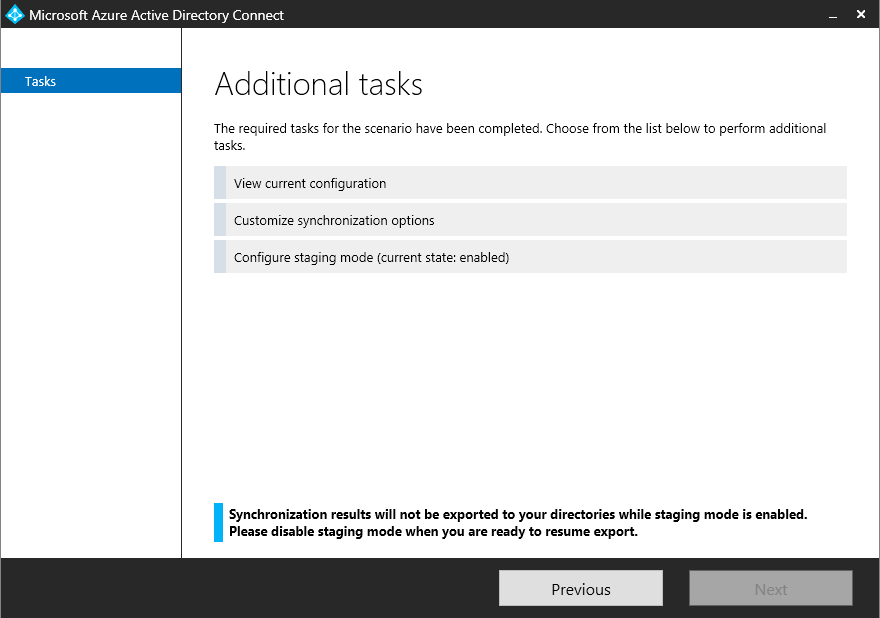 Microsoft Azure Active Directory Connect
Tasks
Additional tasks
The required tasks for the scenario have been completed. Choose from the list below to perform additional
tasks.
View current configuration
Customize synchronization options
Configure staging mode (current state: enabled)
Synchronization results will not be exported to your directories while staging mode is enabled.
Please disable staging mode when you are ready to resume export.
Previous
Next